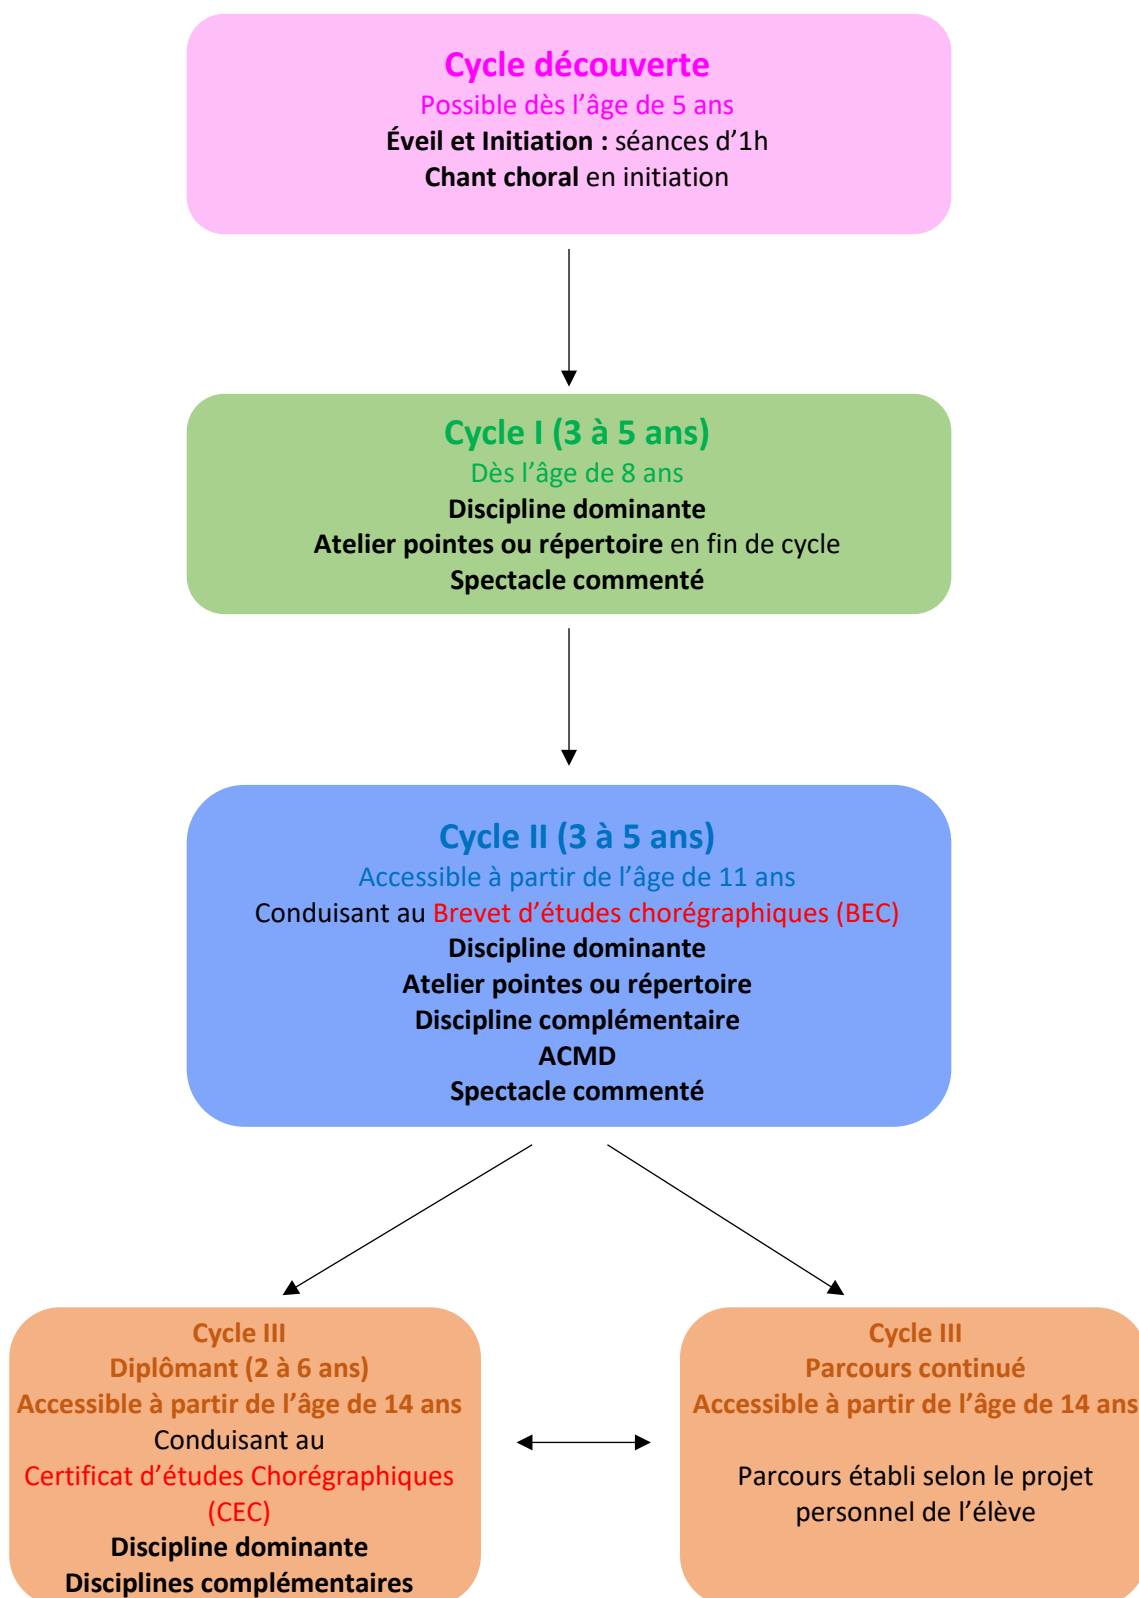 Cycle découverte
Possible dès l’âge de 5 ans
Éveil et Initiation : séances d’1h
Chant choral en initiation
Cycle I (3 à 5 ans)
Dès l’âge de 8 ans
Discipline dominante
Atelier pointes ou répertoire en fin de cycle
Spectacle commenté
Cycle II (3 à 5 ans)
Accessible à partir de l’âge de 11 ans
Conduisant au Brevet d’études chorégraphiques (BEC)
Discipline dominante
Atelier pointes ou répertoire
Discipline complémentaire
ACMD
Spectacle commenté
Cycle III
Diplômant (2 à 6 ans)
Accessible à partir de l’âge de 14 ans
Conduisant au
Certificat d’études Chorégraphiques
(CEC)
Discipline dominante
Disciplines complémentaires
Cycle III
Parcours continué
Accessible à partir de l’âge de 14 ans
Parcours établi selon le projet
personnel de l’élève